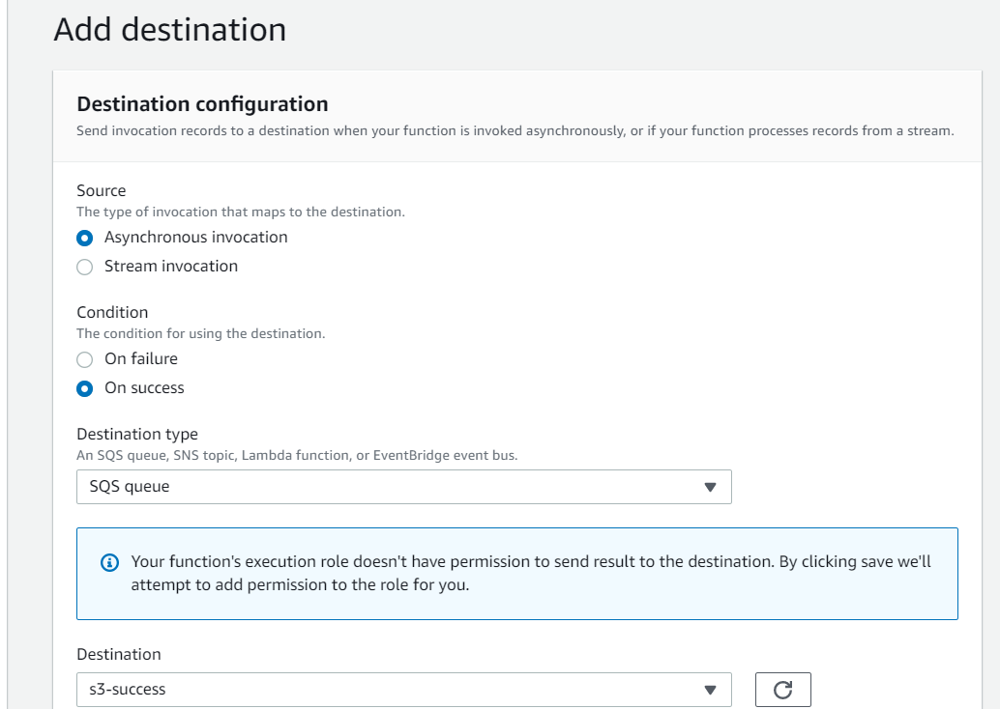 Add destination
Destination configuration
Send invocation records to a destination when your function is invoked asynchronously, or if your function processes records from a stream.
Source
The type of invocation that maps to the destination.
Asynchronous invocation
Stream invocation
Condition
The condition for using the destination.
On failure
On success
Destination type
An SQS queue, SNS topic, Lambda function, or EventBridge event bus.
SQS queue
Your function's execution role doesn't have permission to send result to the destination. By clicking save we'll
attempt to add permission to the role for you.
Destination
s3-success